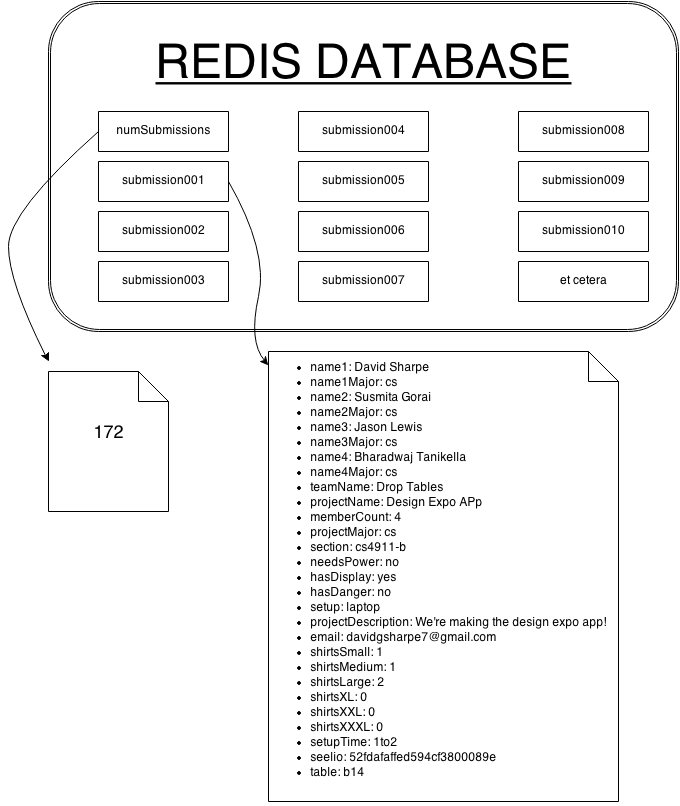 REDIS DATABASE
numSubmissions
submission004
submission008
submission001
submission005
submission009
submission002
submission006
submission010
submission003
submission007
et cetera
172
• name1: David Sharpe
• name1Major: cs
• name2: Susmita Gorai
• name2Major: cs
• name3: Jason Lewis
• name3Major: cs
• name4: Bharadwaj Tanikella
• name4Major: cs
• teamName: Drop Tables
• projectName: Design Expo APp
• memberCount: 4
• projectMajor: cs
• section: cs4911-b
• needsPower: no
• hasDisplay: yes
• hasDanger: no
• setup: laptop
• projectDescription: We're making the design expo app!
• email: davidgsharpe7@gmail.com
• shirtsSmall: 1
• shirtsMedium: 1
• shirtsLarge: 2
• shirtsXL: 0
• shirtsXXL: 0
• shirtsXXXL: 0
• setupTime: 1to2
• seelio: 52fdafaffed594cf3800089e
• table: b14